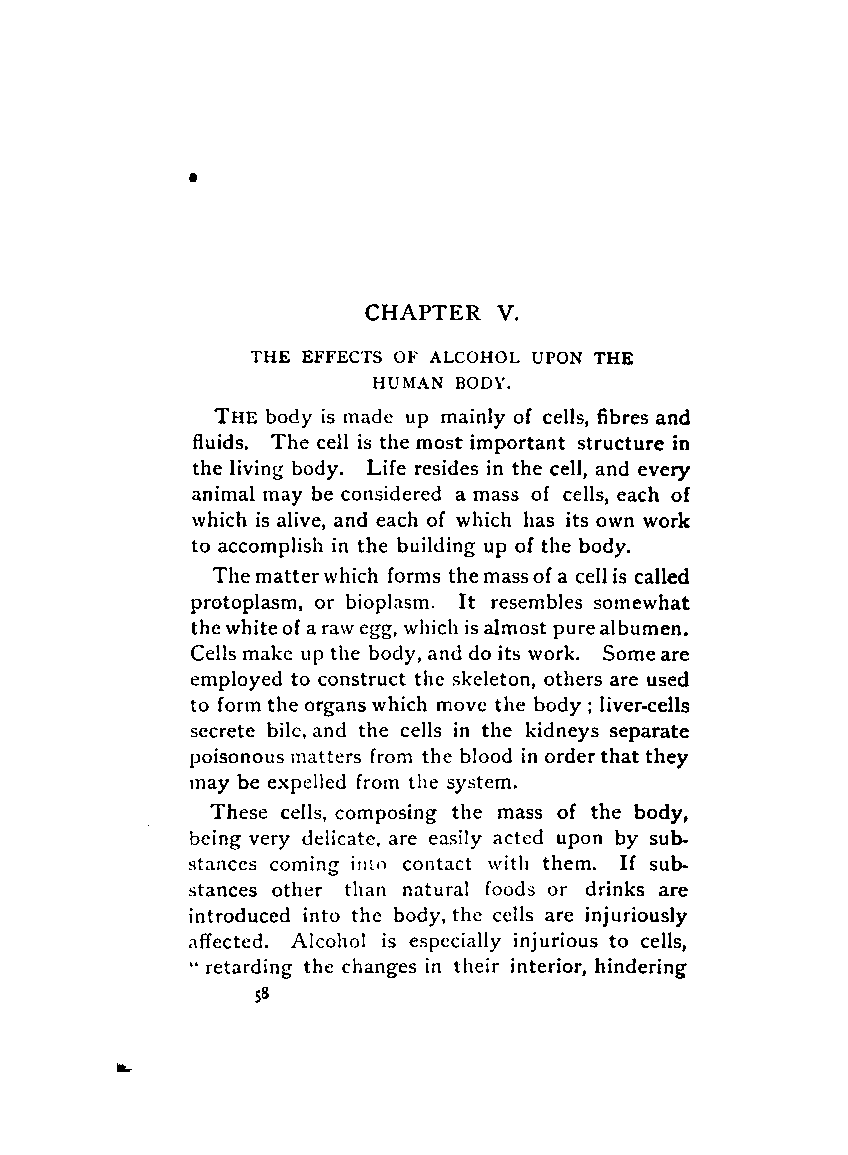 CHAPTER V.
THE EFFECTS OF ALCOHOL UPON THE
HUMAN BODY.
THE body is made up mainly of cells, fibres and
fluids. The cell is the most important structure in
the living body. Life resides in the cell, and every
animal may be considered a mass of cells, each of
which is alive, and each of which has its own work
to accomplish in the building up of the body.
The matter which forms the mass of a cell is called
protoplasm, or bioplasm. It resembles somewhat
the white of a raw egg, which is almost pure albumen.
Cells make up the body, and do its work. Some are
employed to construct the skeleton, others are used
to form the organs which move the body ; liver-cells
secrete bile, and the cells in the kidneys separate
poisonous matters from the blood in order that they
may be expelled from the system.
These cells, composing the mass of the body,
being very delicate, are easily acted upon by sub-
stances coming into contact with them. If sub-
stances other than natural foods or drinks are
introduced into the body, the cells are injuriously
affected. Alcohol is especially injurious to cells,
“ retarding the changes in their interior, hindering
58